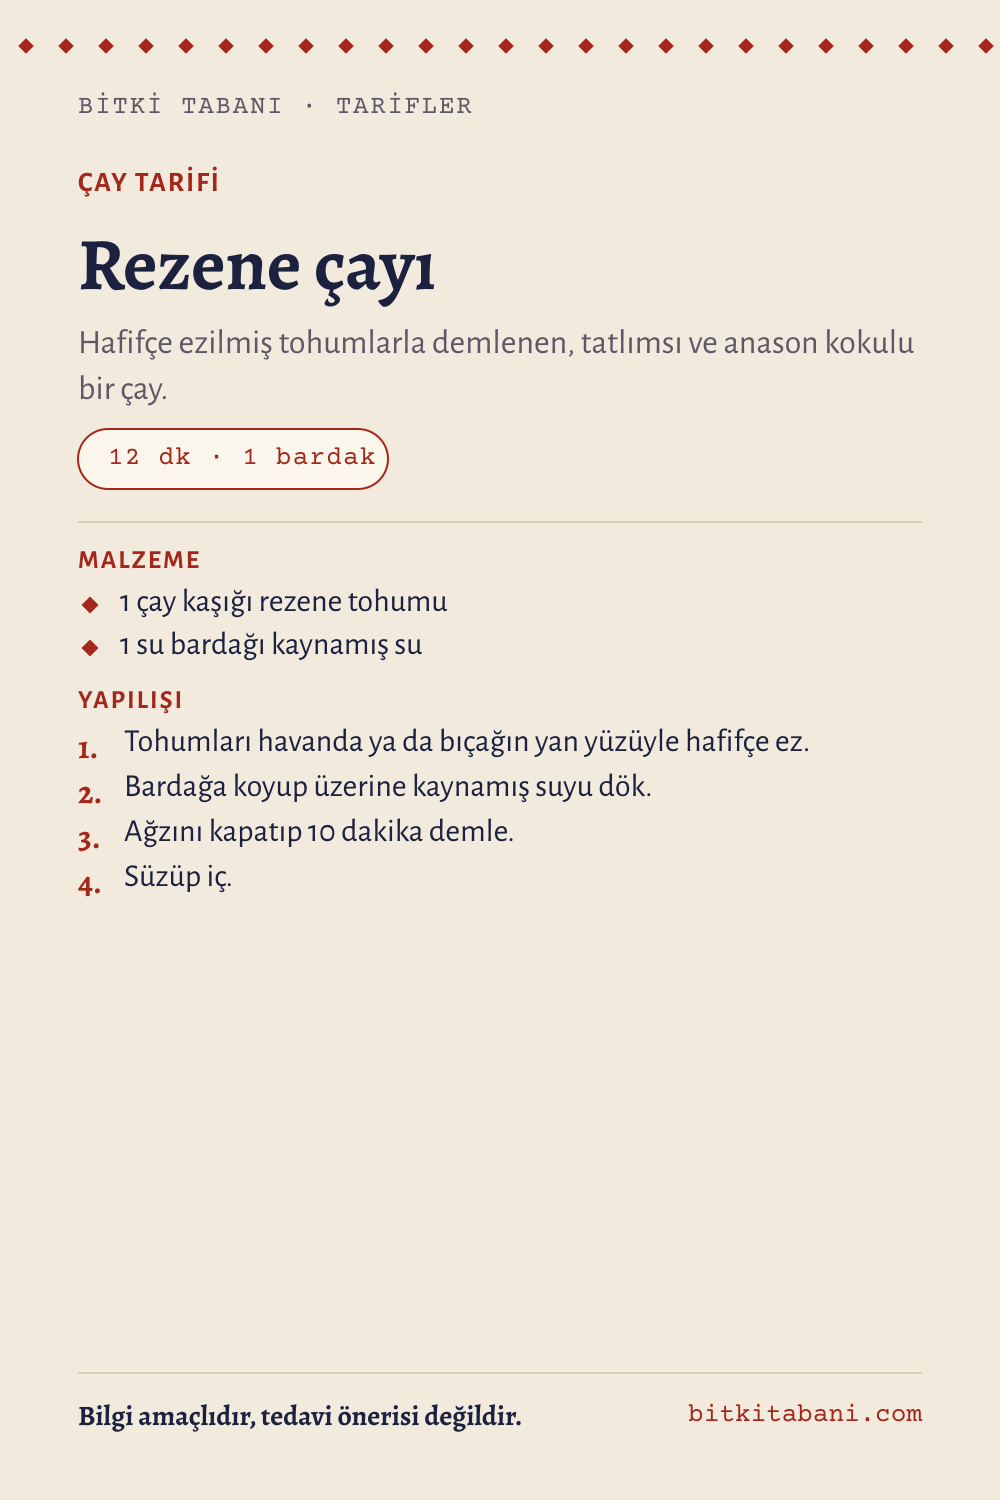 BİTKİ TABANI · TARİFLER
ÇAY TARİFİ
Rezene çayı
Hafifçe ezilmiş tohumlarla demlenen, tatlımsı ve anason kokulu
bir çay.
12 dk · 1 bardak
MALZEME
◆ 1 çay kaşığı rezene tohumu
◆ 1 su bardağı kaynamış su
YAPILIŞI
1. Tohumları havanda ya da bıçağın yan yüzüyle hafifçe ez.
2. Bardağa koyup üzerine kaynamış suyu dök.
3. Ağzını kapatıp 10 dakika demle.
4. Süzüp iç.
Bilgi amaçlıdır, tedavi önerisi değildir.
bitkitabani.com